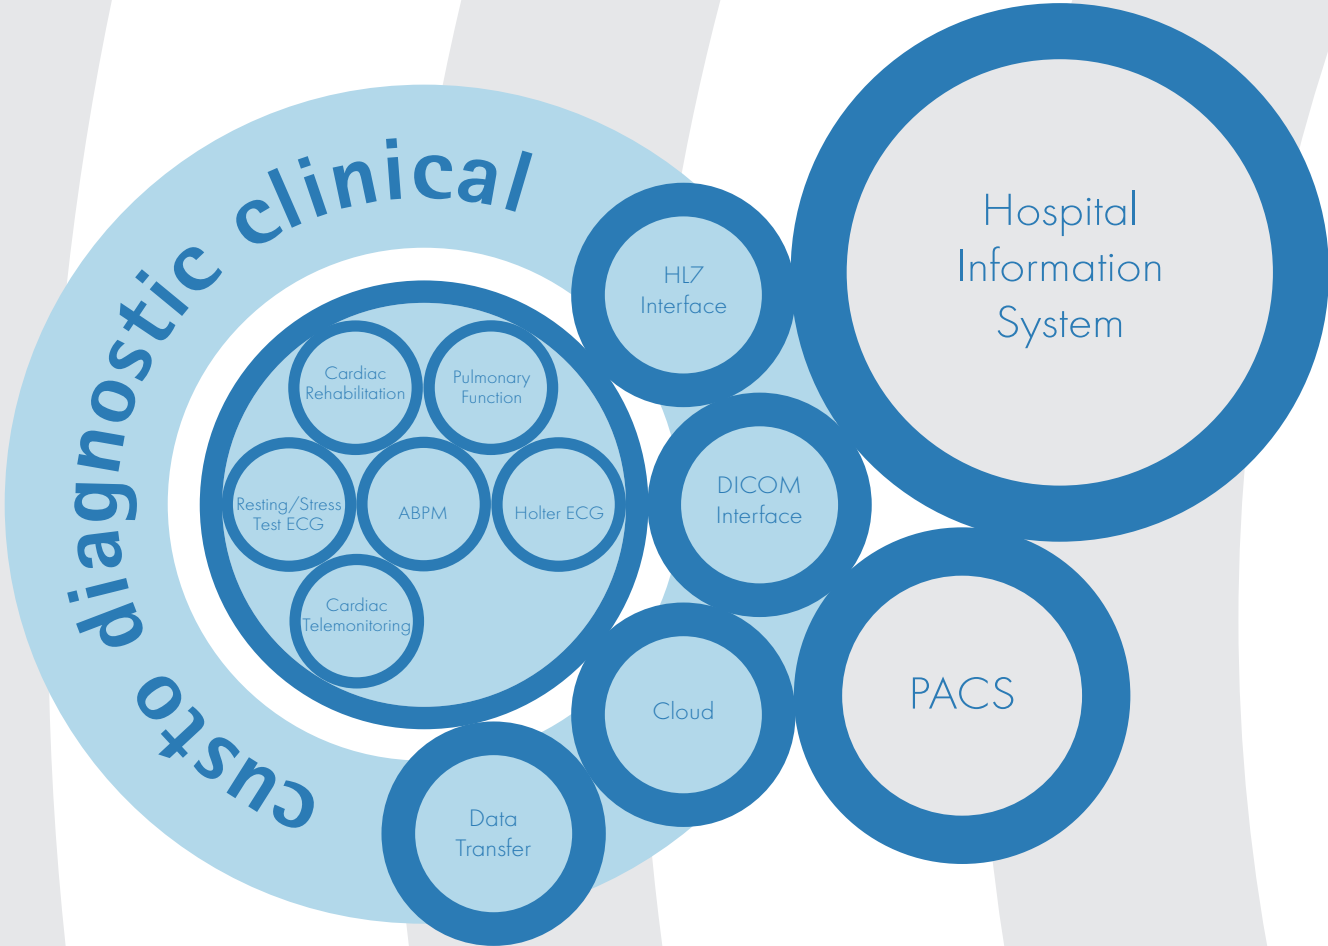 custo diagnostic clinical
Cardiac
Rehabilitation
Pulmonary
Function
Resting/Stress
Test ECG
ABPM
Holter ECG
Cardiac
Telemonitoring
HL7
Interface
DICOM
Interface
Cloud
Data
Transfer
Hospital
Information
System
PACS